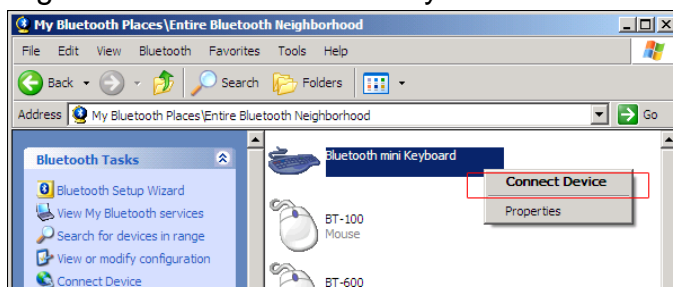 My Bluetooth Places\Entire Bluetooth Neighborhood
File Edit View Bluetooth Favorites Tools Help
Back Search Folders
Address My Bluetooth Places\Entire Bluetooth Neighborhood Go
Bluetooth Tasks
Bluetooth Setup Wizard
View My Bluetooth services
Search for devices in range
View or modify configuration
Connect Device
Bluetooth mini Keyboard
Connect Device
Properties
BT-100
Mouse
BT-600